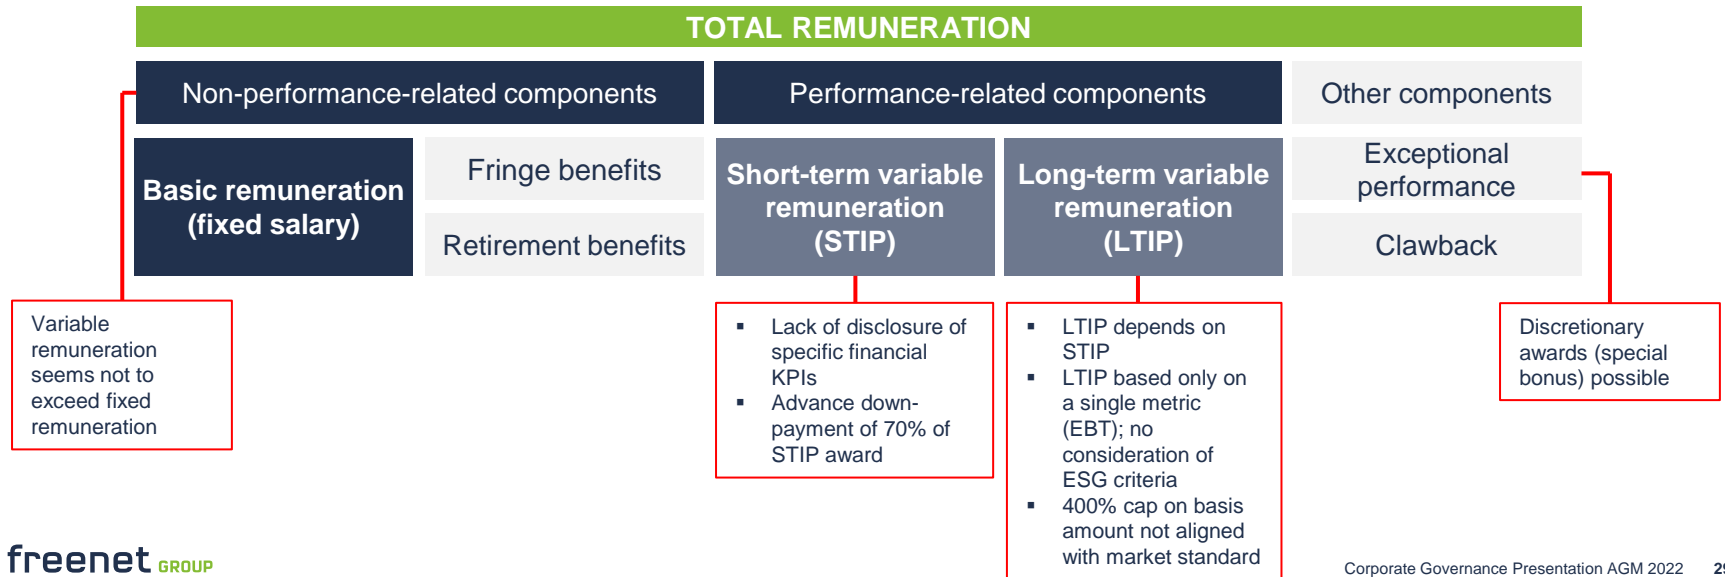 TOTAL REMUNERATION
Non-performance-related components
Performance-related components
Other components
Basic remuneration
(fixed salary)
Fringe benefits
Retirement benefits
Short-term variable
remuneration
(STIP)
Long-term variable
remuneration
(LTIP)
Exceptional
performance
Clawback
Variable
remuneration
seems not to
exceed fixed
remuneration
▪ Lack of disclosure of
specific financial
KPIs
▪ Advance down-
payment of 70% of
STIP award
▪ LTIP depends on
STIP
▪ LTIP based only on
a single metric
(EBT); no
consideration of
ESG criteria
▪ 400% cap on basis
amount not aligned
with market standard
Discretionary
awards (special
bonus) possible
freenet GROUP
Corporate Governance Presentation AGM 2022 29